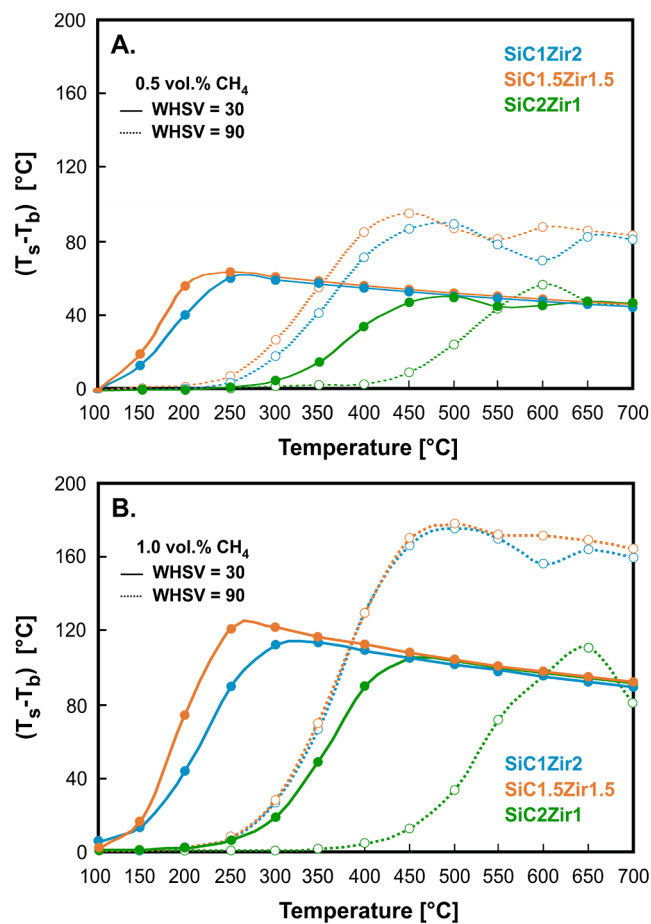 200
A.
SiC1Zir2
SiC1.5Zir1.5
SiC2Zir1
160
0.5 vol.% CH₄
WHSV = 30
WHSV = 90
120
80
40
0
(Tₛ-T_b) [°C]
100 150 200 250 300 350 400 450 500 550 600 650 700
Temperature [°C]
200
B.
160
1.0 vol.% CH₄
WHSV = 30
WHSV = 90
120
80
40
0
(Tₛ-T_b) [°C]
SiC1Zir2
SiC1.5Zir1.5
SiC2Zir1
100 150 200 250 300 350 400 450 500 550 600 650 700
Temperature [°C]